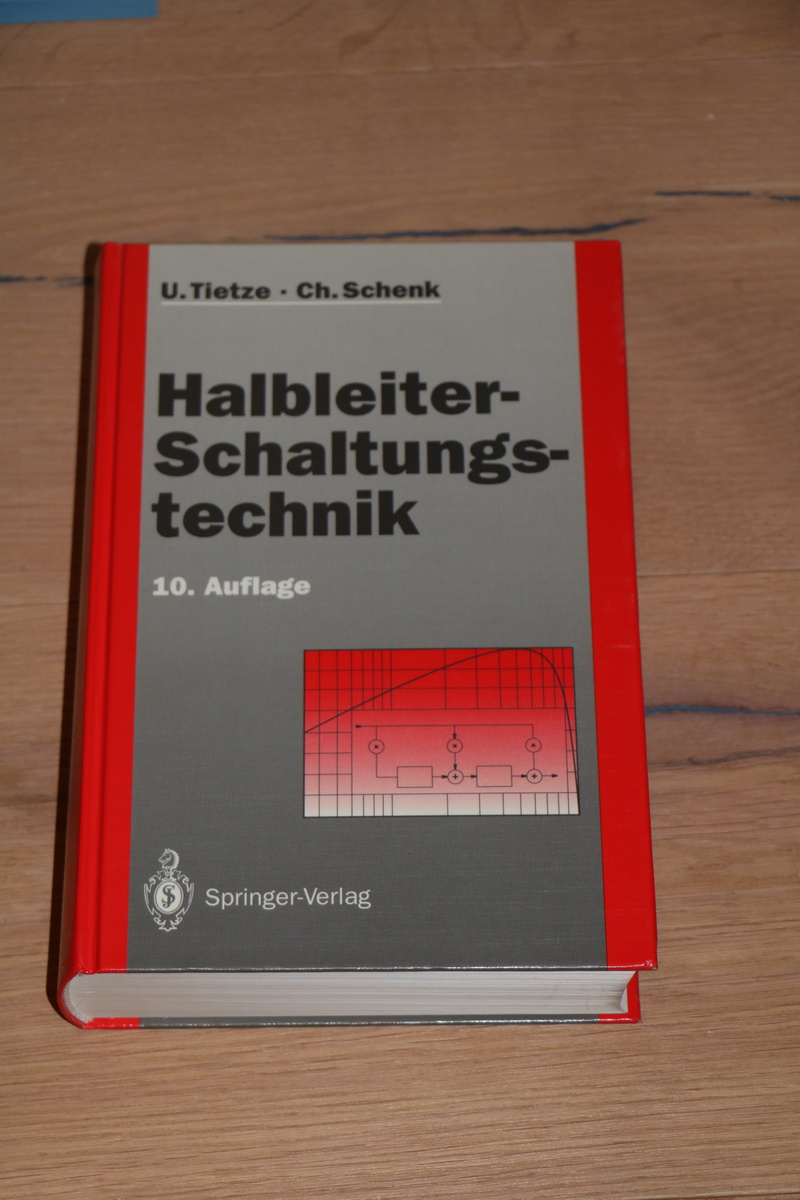 U. Tietze · Ch. Schenk
Halbleiter-
Schaltungs-
technik
10. Auflage
Springer-Verlag